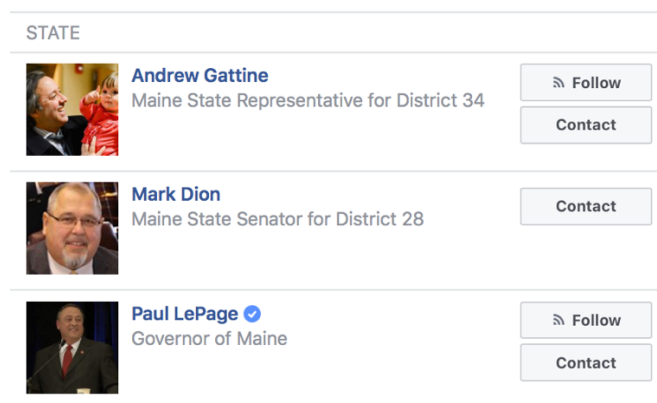 STATE
Andrew Gattine
Maine State Representative for District 34
Follow
Contact
Mark Dion
Maine State Senator for District 28
Contact
Paul LePage
Governor of Maine
Follow
Contact